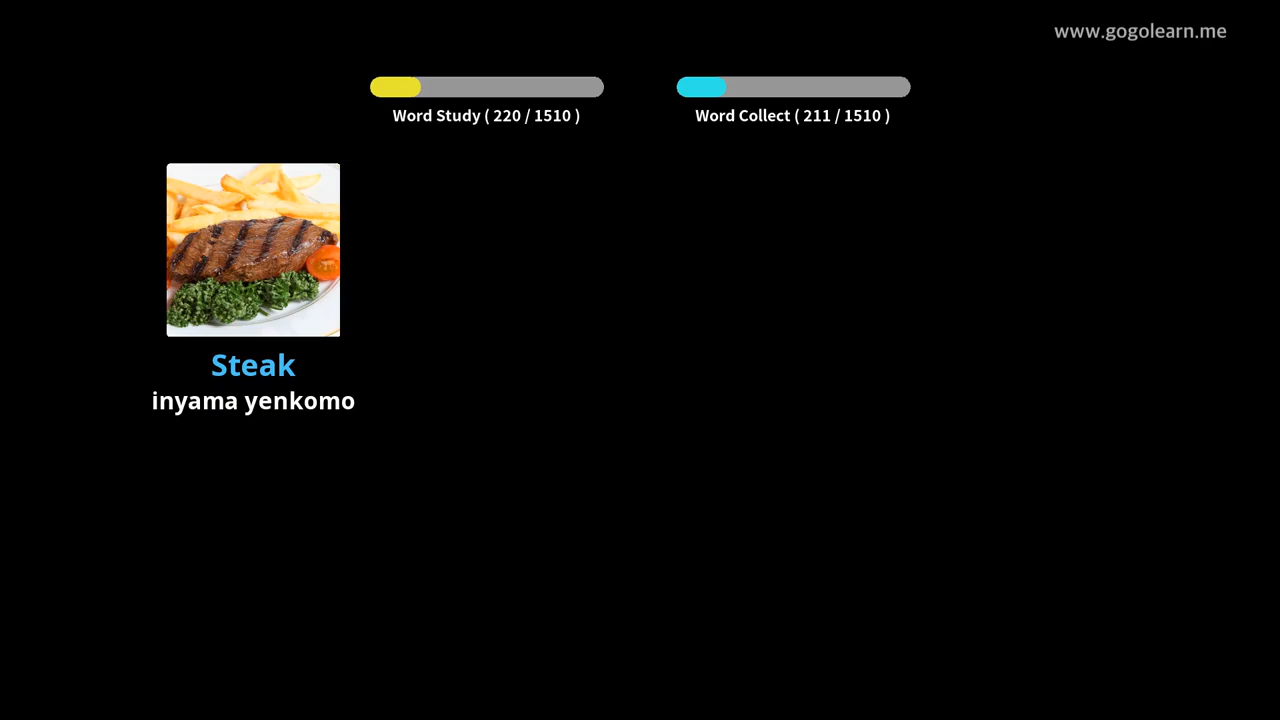 www.gogolearn.me
Word Study ( 220 / 1510 )
Word Collect ( 211 / 1510 )
Steak
inyama yenkomo